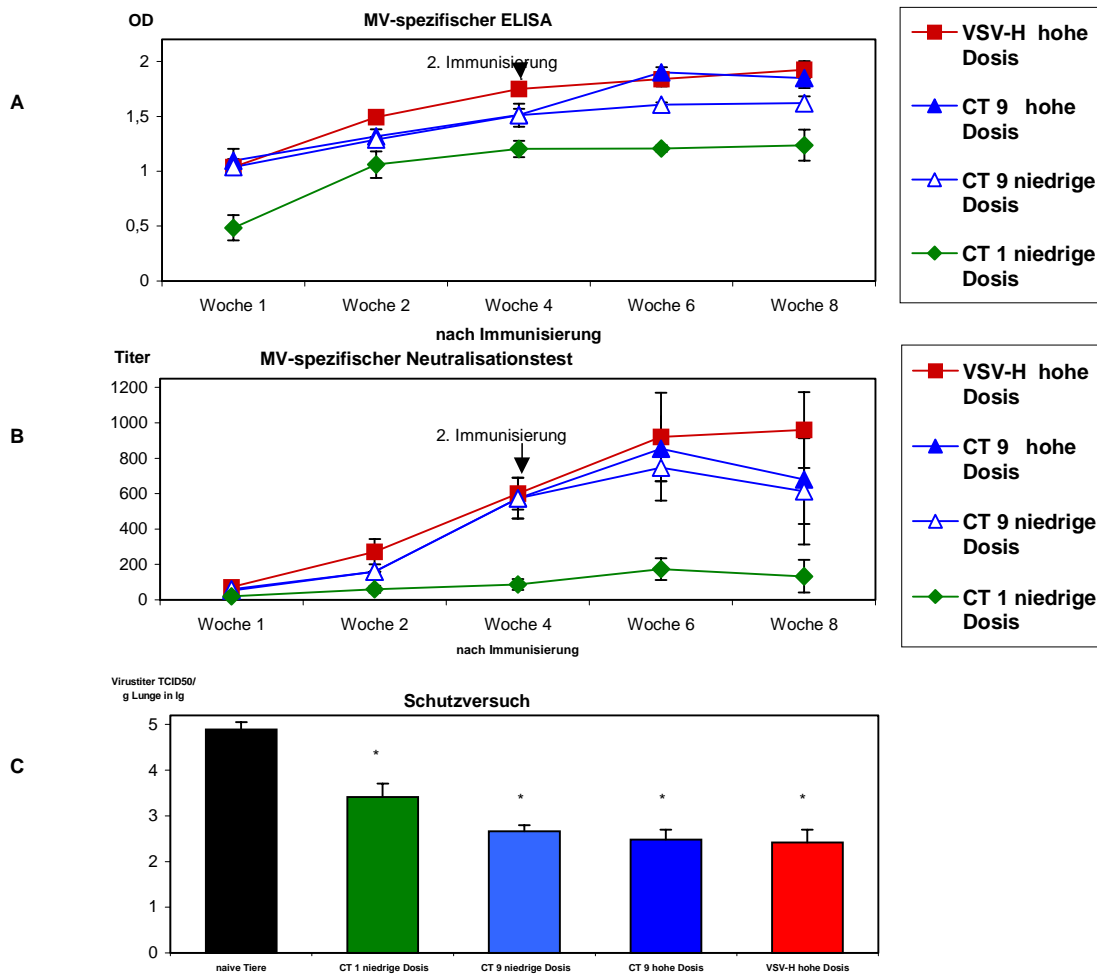 OD
MV-spezifischer ELISA
A
2
1,5
1
0,5
0
2. Immunisierung
Woche 1 Woche 2 Woche 4 Woche 6 Woche 8
nach Immunisierung
VSV-H hohe
Dosis
CT 9 hohe
Dosis
CT 9 niedrige
Dosis
CT 1 niedrige
Dosis
Titer
MV-spezifischer Neutralisationstest
B
1200
1000
800
600
400
200
0
2. Immunisierung
Woche 1 Woche 2 Woche 4 Woche 6 Woche 8
nach Immunisierung
VSV-H hohe
Dosis
CT 9 hohe
Dosis
CT 9 niedrige
Dosis
CT 1 niedrige
Dosis
Virustiter TCID50/
g Lunge in lg
Schutzversuch
C
5
4
3
2
1
0
* * * *
naive Tiere CT 1 niedrige Dosis CT 9 niedrige Dosis CT 9 hohe Dosis VSV-H hohe Dosis